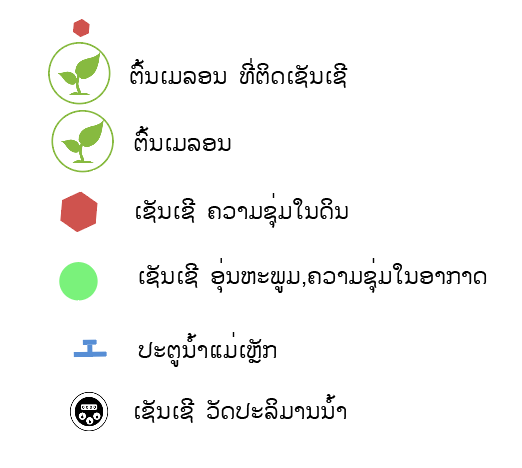 ຕົ້ນເມລອນ ທີ່ຕິດເຊັນເຊີ
ຕົ້ນເມລອນ
ເຊັນເຊີ ຄວາມຊຸ່ມໃນດິນ
ເຊັນເຊີ ອຸ່ນຫະພູມ,ຄວາມຊຸ່ມໃນອາກາດ
ປະຕູນ້ຳແມ່ເຫຼັກ
ເຊັນເຊີ ວັດປະລິມານນ້ຳ